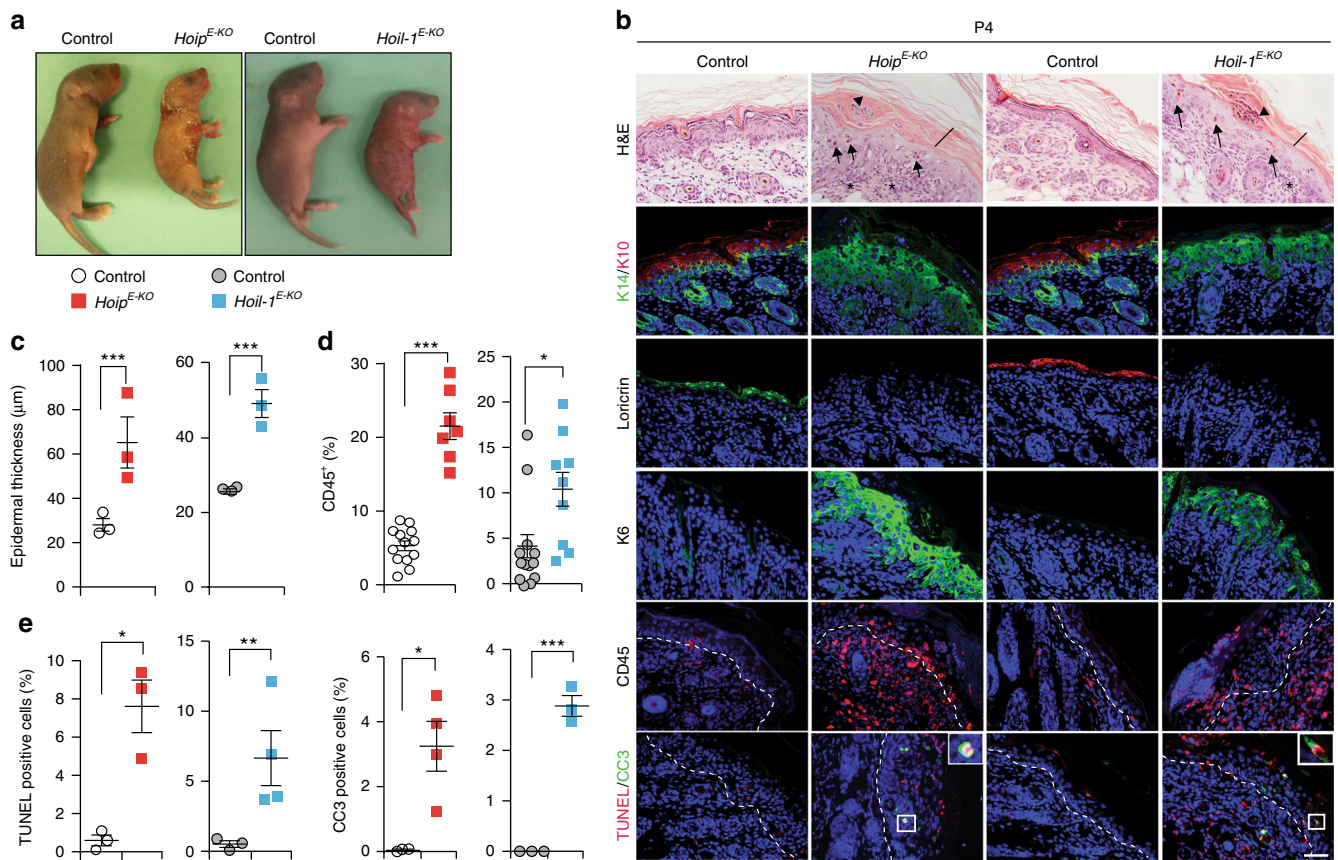 a
Control Hoip^E-KO Control Hoil-1^E-KO
Control Control
Hoip^E-KO Hoil-1^E-KO
b
P4
Control Hoip^E-KO Control Hoil-1^E-KO
H&E
K14/K10
Loricrin
K6
CD45
TUNEL/CC3
c
Epidermal thickness (μm)
100
80
60
40
20
0
***
60
40
20
0
***
d
CD45⁺ (%)
30
20
10
0
***
25
20
15
10
5
0
*
e
TUNEL positive cells (%)
10
8
6
4
2
0
*
15
10
5
0
**
CC3 positive cells (%)
6
4
2
0
*
4
3
2
1
0
***